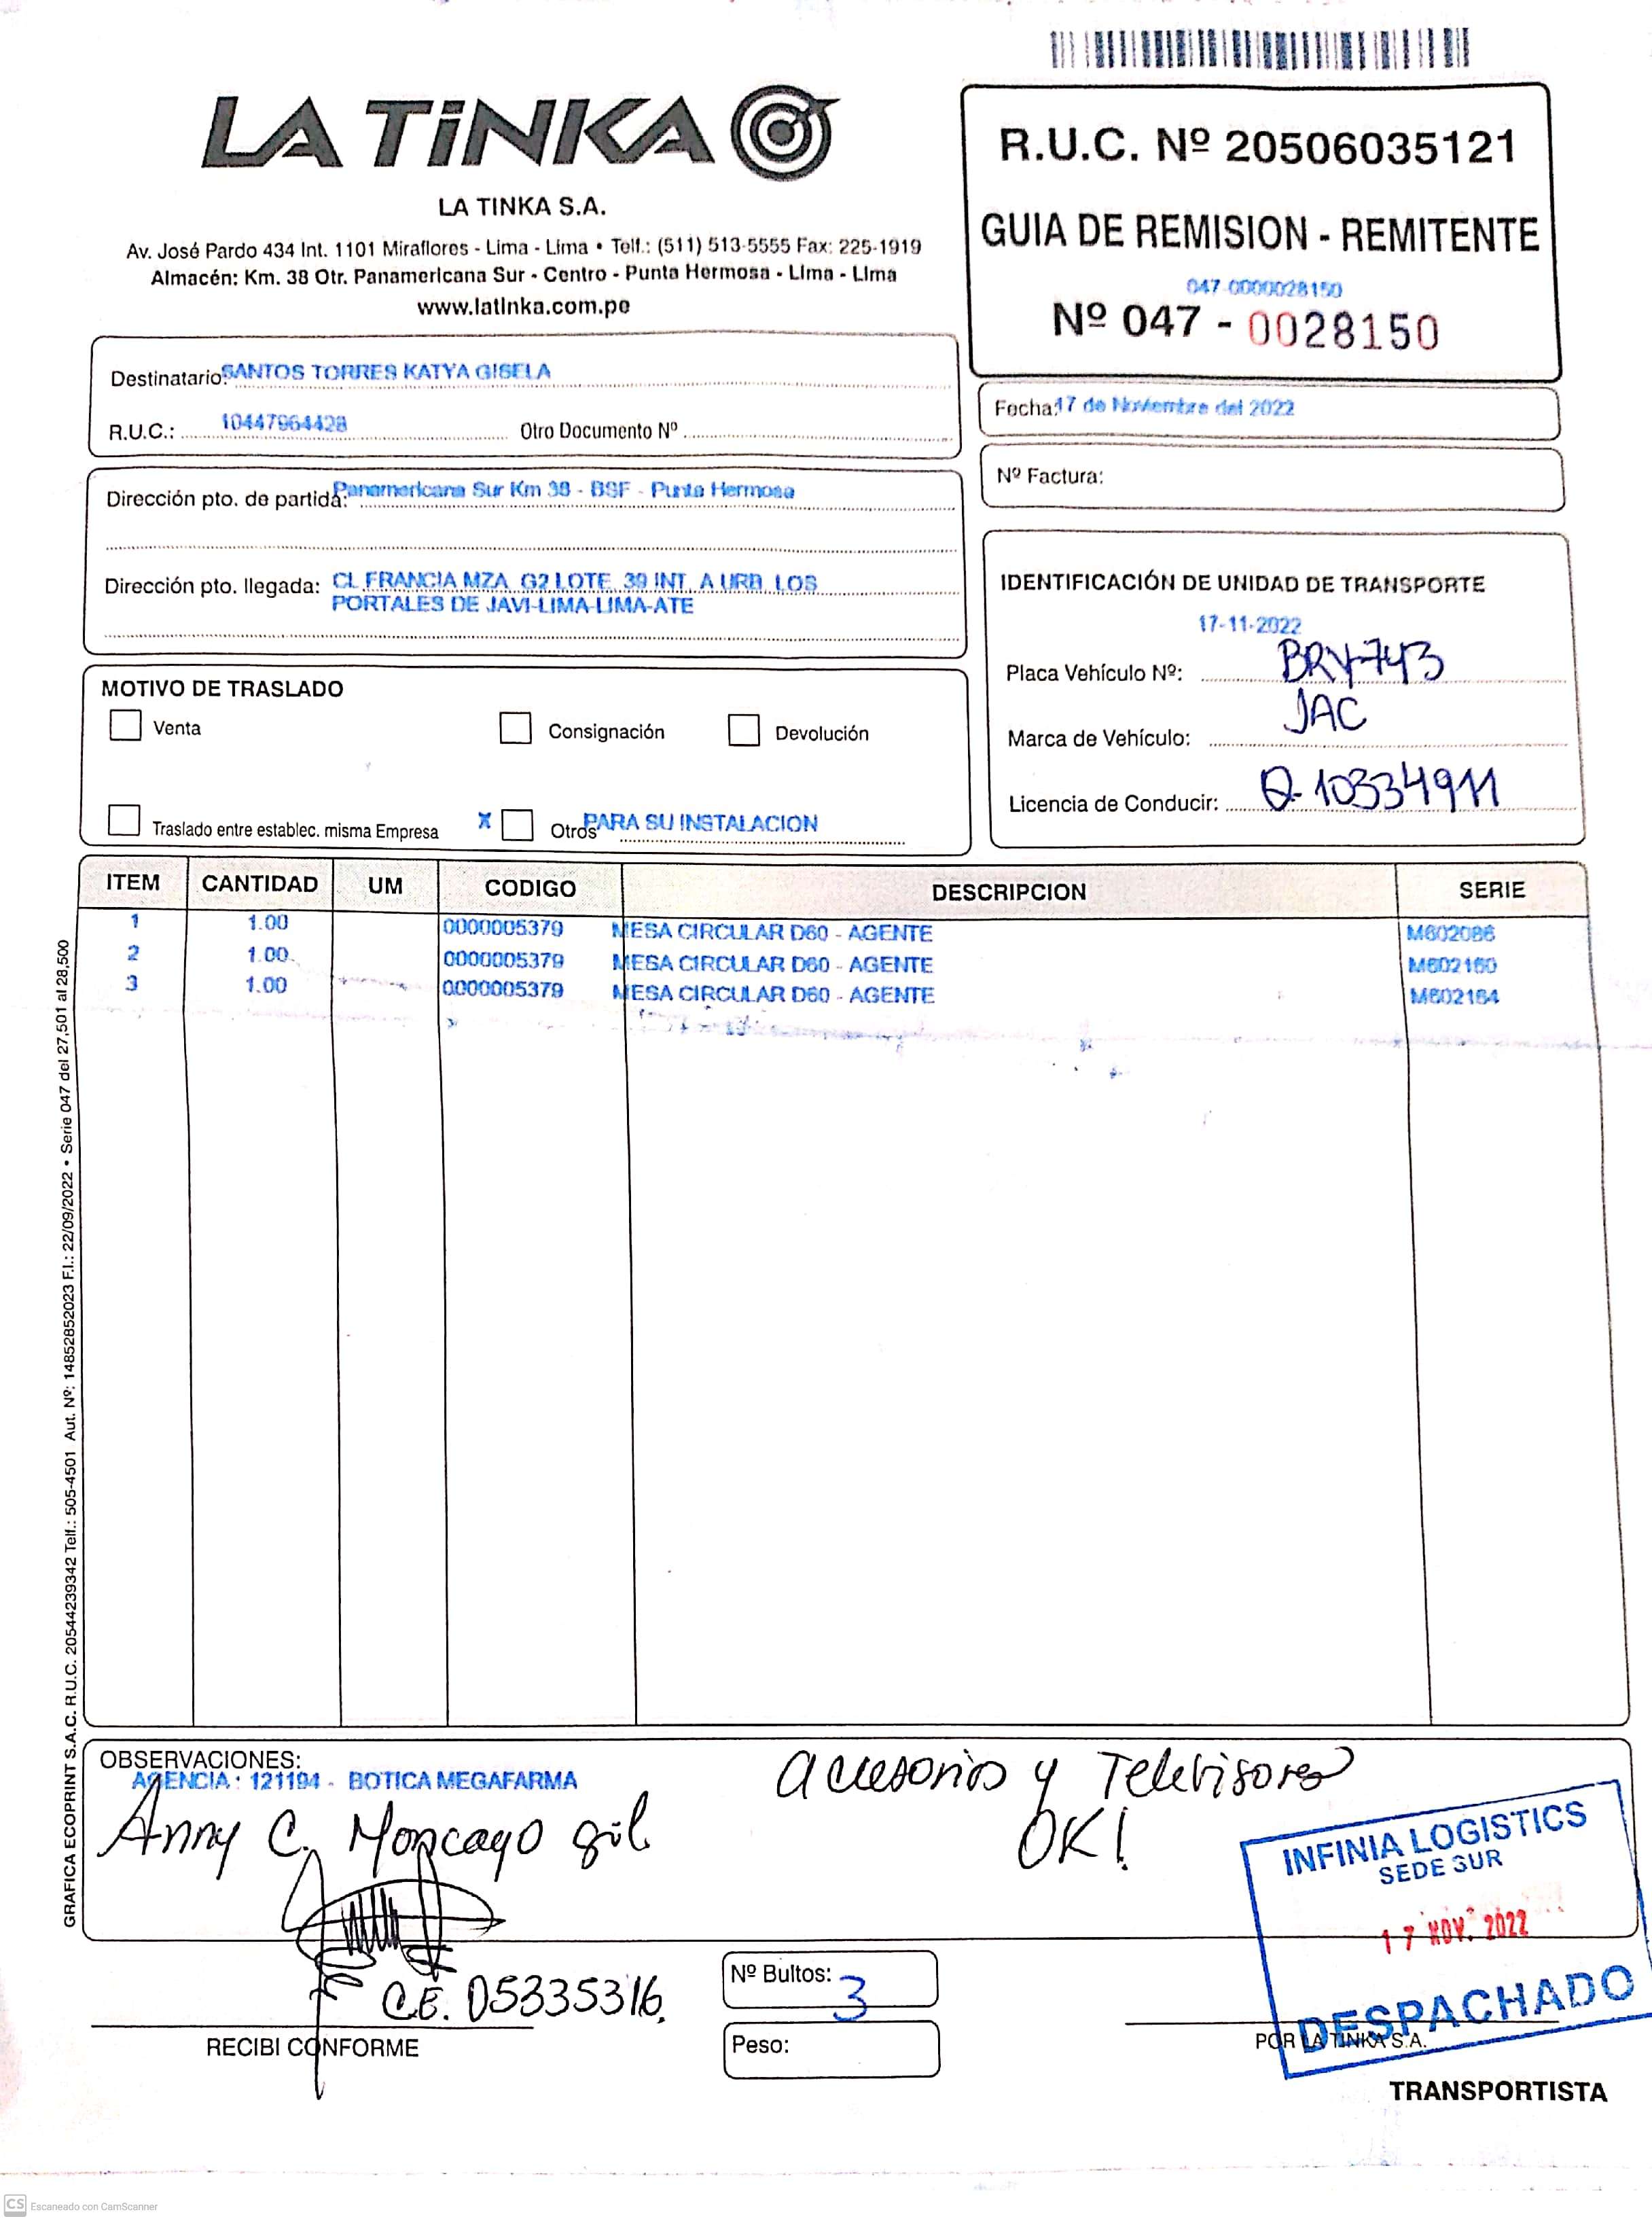 LA TiNKA
LA TINKA S.A.
Av. José Pardo 434 Int. 1101 Miraflores - Lima - Lima • Telf.: (511) 513-5555 Fax: 225-1919
Almacén: Km. 38 Otr. Panamericana Sur - Centro - Punta Hermosa - Lima - Lima
www.latinka.com.pe
R.U.C. Nº 20506035121
GUIA DE REMISION - REMITENTE
047-0000028150
Nº 047 - 0028150
Destinatario: SANTOS TORRES KATYA GISELA
R.U.C.: 10447964428 Otro Documento Nº
Fecha: 17 de Noviembre del 2022
Nº Factura:
Dirección pto. de partida: Panamericana Sur Km 38 - BSF - Punta Hermosa
Dirección pto. llegada: CL FRANCIA MZA. G2 LOTE. 39 INT. A URB. LOS
PORTALES DE JAVI-LIMA-LIMA-ATE
IDENTIFICACIÓN DE UNIDAD DE TRANSPORTE
17-11-2022
Placa Vehículo Nº: BRY-743
Marca de Vehículo: JAC
Licencia de Conducir: Q-10334911
MOTIVO DE TRASLADO
Venta Consignación Devolución
Traslado entre establec. misma Empresa X Otros PARA SU INSTALACION
ITEM CANTIDAD UM CODIGO DESCRIPCION SERIE
1 1.00 0000005379 MESA CIRCULAR D60 - AGENTE M602086
2 1.00 0000005379 MESA CIRCULAR D60 - AGENTE M602160
3 1.00 0000005379 MESA CIRCULAR D60 - AGENTE M602164
GRAFICA ECOPRINT S.A.C. R.U.C. 20544239342 Telf.: 505-4501 Aut. Nº: 14852852023 F.I.: 22/09/2022 • Serie 047 del 27,501 al 28,500
OBSERVACIONES:
AGENCIA : 121194 - BOTICA MEGAFARMA
Anny C. Moncayo gil
Accesorios y Televisores
OK!
INFINIA LOGISTICS
SEDE SUR
17 NOV. 2022
DESPACHADO
C.E. 05335316.
RECIBI CONFORME
Nº Bultos: 3
Peso:
POR LA TINKA S.A.
TRANSPORTISTA
CS Escaneado con CamScanner